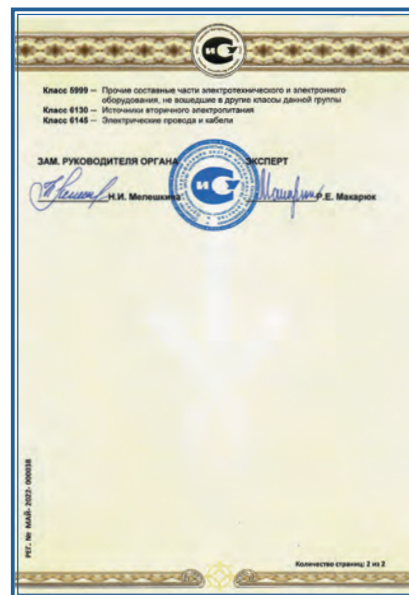 Класс 5999 – Прочие составные части электротехнического и электронного
оборудования, не вошедшие в другие классы данной группы
Класс 6130 – Источники вторичного электропитания
Класс 6145 – Электрические провода и кабели
ЗАМ. РУКОВОДИТЕЛЯ ОРГАНА ЭКСПЕРТ
Н.И. Мелешкина Р.Е. Макарюк
РЕГ. № МАЙ- 2022- 000038
Количество страниц: 2 из 2